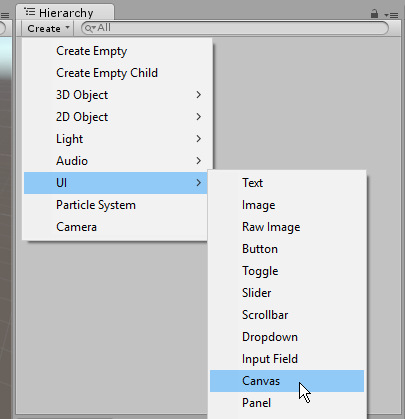 Hierarchy
Create All
Create Empty
Create Empty Child
3D Object
2D Object
Light
Audio
UI
Particle System
Camera
Text
Image
Raw Image
Button
Toggle
Slider
Scrollbar
Dropdown
Input Field
Canvas
Panel